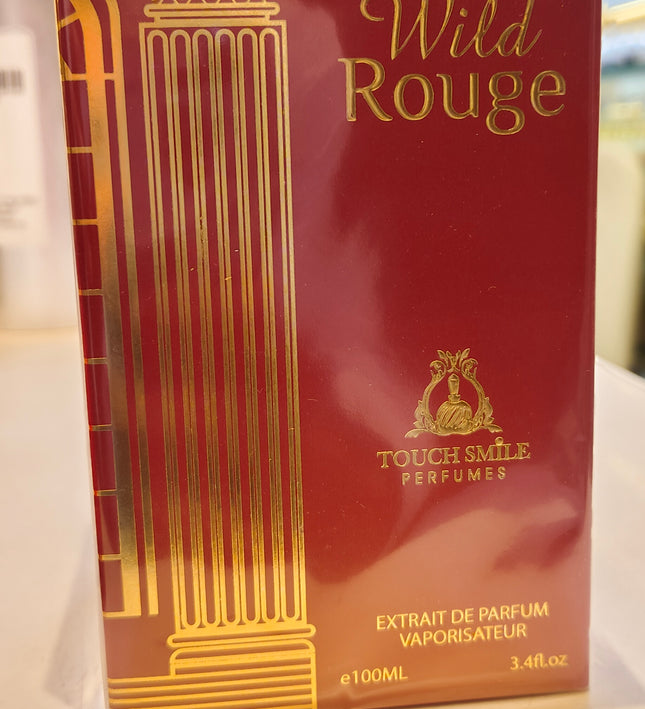 Wild
Rouge
TOUCH SMiLE
PERFUMES
EXTRAIT DE PARFUM
VAPORISATEUR
e100ML 3.4fl.oz